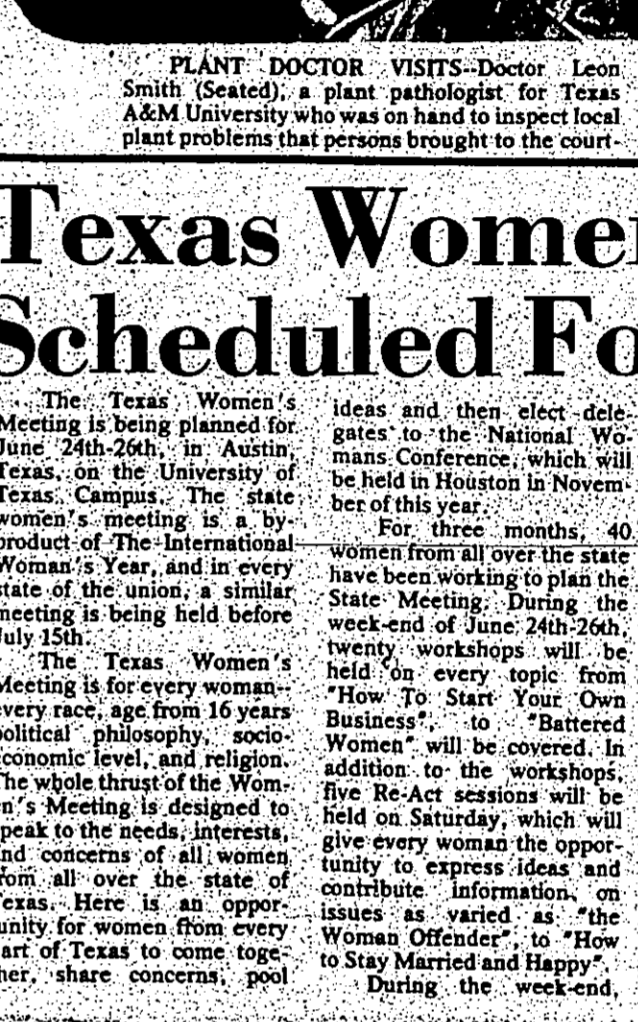 PLANT DOCTOR VISITS--Doctor Leon
Smith (Seated), a plant pathologist for Texas
A&M University who was on hand to inspect local
plant problems that persons brought to the court-
Texas Wome
Scheduled Fo
The Texas Women's
Meeting is being planned for
June 24th-26th, in Austin,
Texas, on the University of
Texas Campus. The state
women's meeting is a by-
product of The International
Woman's Year, and in every
state of the union, a similar
meeting is being held before
July 15th.
The Texas Women's
Meeting is for every woman--
every race, age from 16 years
political philosophy, socio-
economic level, and religion.
The whole thrust of the Wom-
en's Meeting is designed to
speak to the needs, interests,
and concerns of all women
from all over the state of
Texas. Here is an oppor-
tunity for women from every
part of Texas to come toge-
ther, share concerns, pool
ideas and then elect dele-
gates to the National Wo-
mans Conference, which will
be held in Houston in Novem-
ber of this year.
For three months, 40
women from all over the state
have been working to plan the
State Meeting. During the
week-end of June 24th-26th,
twenty workshops will be
held on every topic from
"How To Start Your Own
Business", to "Battered
Women" will be covered. In
addition to the workshops,
five Re-Act sessions will be
held on Saturday, which will
give every woman the oppor-
tunity to express ideas and
contribute information, on
issues as varied as "the
Woman Offender", to "How
to Stay Married and Happy".
During the week-end,